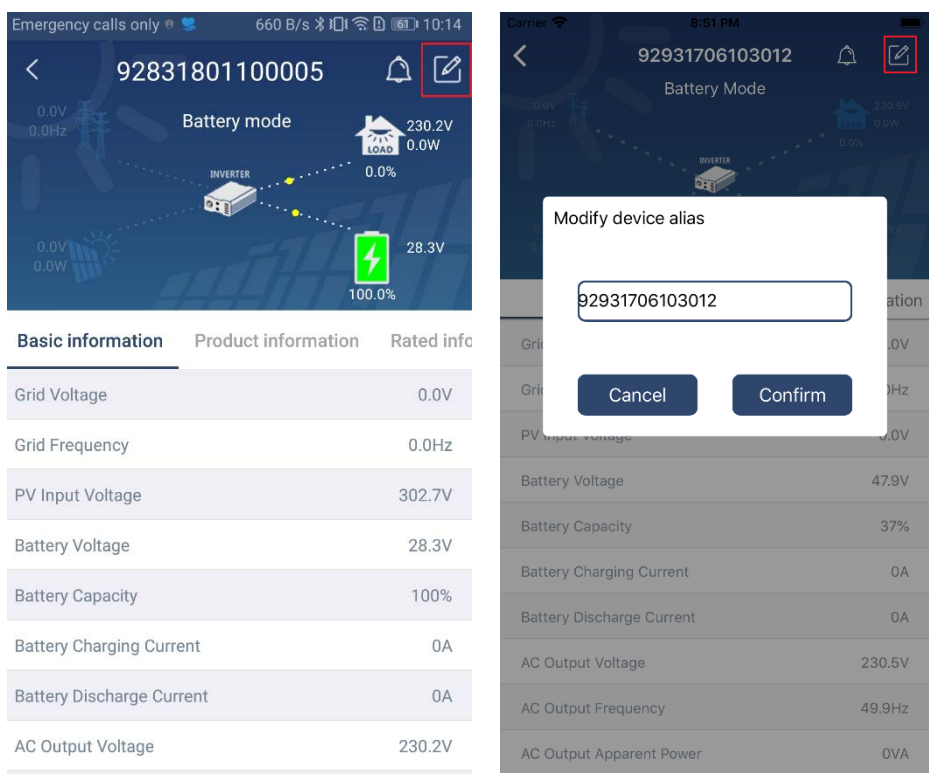 Emergency calls only
660 B/s
61
10:14
92831801100005
0.0V
0.0Hz
Battery mode
230.2V
0.0W
LOAD
0.0%
INVERTER
0.0V
0.0W
28.3V
100.0%
Basic information
Product information
Rated info
Grid Voltage
0.0V
Grid Frequency
0.0Hz
PV Input Voltage
302.7V
Battery Voltage
28.3V
Battery Capacity
100%
Battery Charging Current
0A
Battery Discharge Current
0A
AC Output Voltage
230.2V
Carrier
8:51 PM
92931706103012
Battery Mode
0.0V
0.0Hz
230.5V
0.0W
LOAD
0.0%
INVERTER
Modify device alias
92931706103012
Cancel
Confirm
ation
.0V
PV Input Voltage
0.0V
Battery Voltage
47.9V
Battery Capacity
37%
Battery Charging Current
0A
Battery Discharge Current
0A
AC Output Voltage
230.5V
AC Output Frequency
49.9Hz
AC Output Apparent Power
0VA